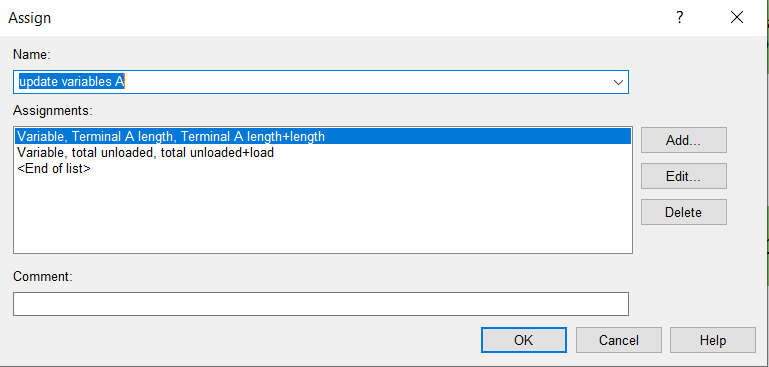 Assign
?
Name:
update variables A
Assignments:
Variable, Terminal A length, Terminal A length+length
Variable, total unloaded, total unloaded+load
<End of list>
Add...
Edit...
Delete
Comment:
OK Cancel Help